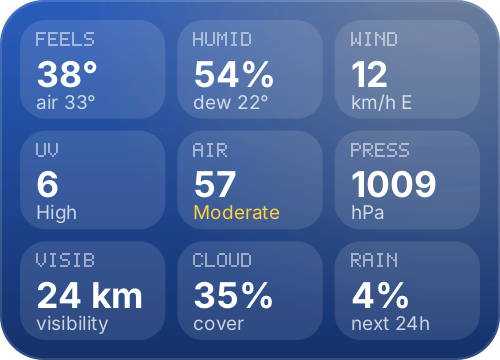 FEELS
38°
air 33°
HUMID
54%
dew 22°
WIND
12
km/h E
UV
6
High
AIR
57
Moderate
PRESS
1009
hPa
VISIB
24 km
visibility
CLOUD
35%
cover
RAIN
4%
next 24h